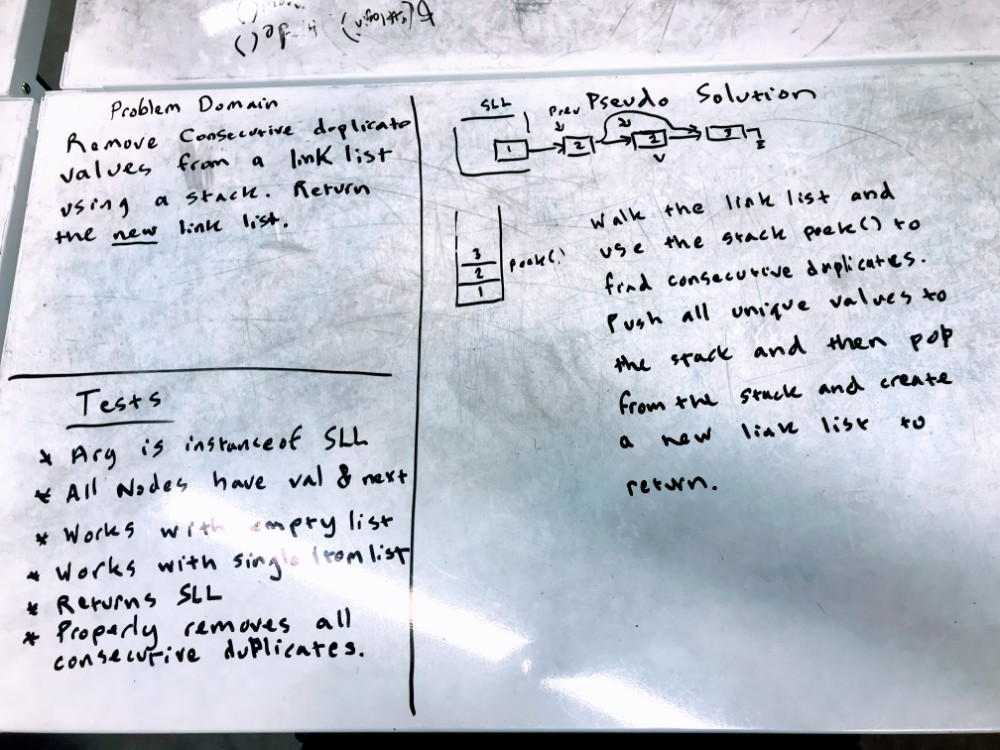 Problem Domain
Remove Consecutive duplicate
values from a link list
using a stack. Return
the new link list.
Tests
* Arg is instance of SLL
* All Nodes have val & next
* Works with empty list
* Works with single item list
* Returns SLL
* Properly removes all
consecutive duplicates.
Pseudo Solution
SLL
Prev
1
2
2
3
3
2
1
peek()
Walk the link list and
use the stack peek() to
find consecutive duplicates.
Push all unique values to
the stack and then pop
from the stack and create
a new link list to
return.